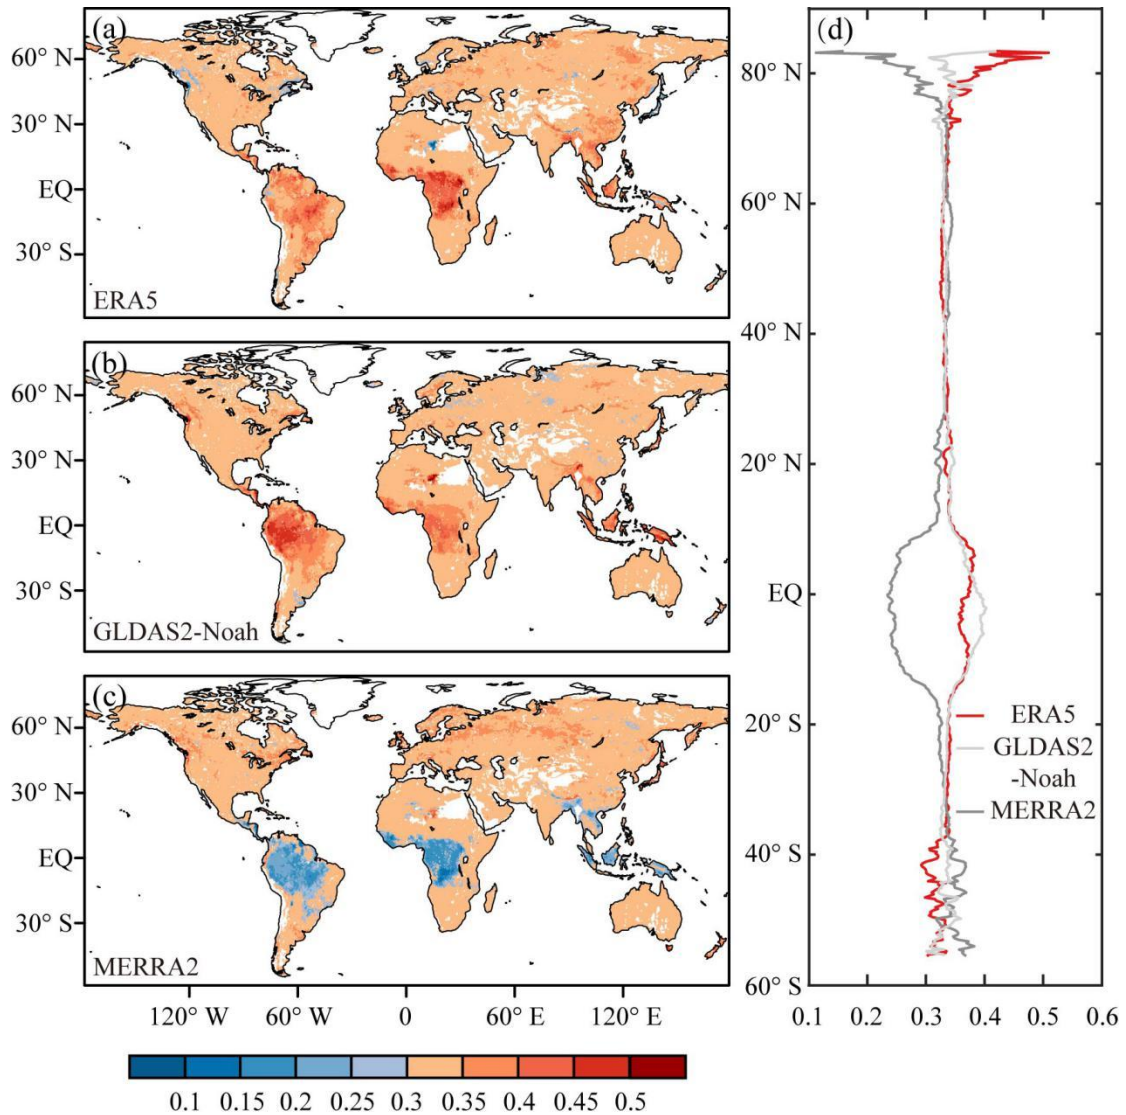 (a)
60° N
30° N
EQ
30° S
ERA5
(b)
60° N
30° N
EQ
30° S
GLDAS2-Noah
(c)
60° N
30° N
EQ
30° S
MERRA2
120° W
60° W
0
60° E
120° E
0.1
0.15
0.2
0.25
0.3
0.35
0.4
0.45
0.5
(d)
80° N
60° N
40° N
20° N
EQ
20° S
40° S
60° S
ERA5
GLDAS2
-Noah
MERRA2
0.1
0.2
0.3
0.4
0.5
0.6